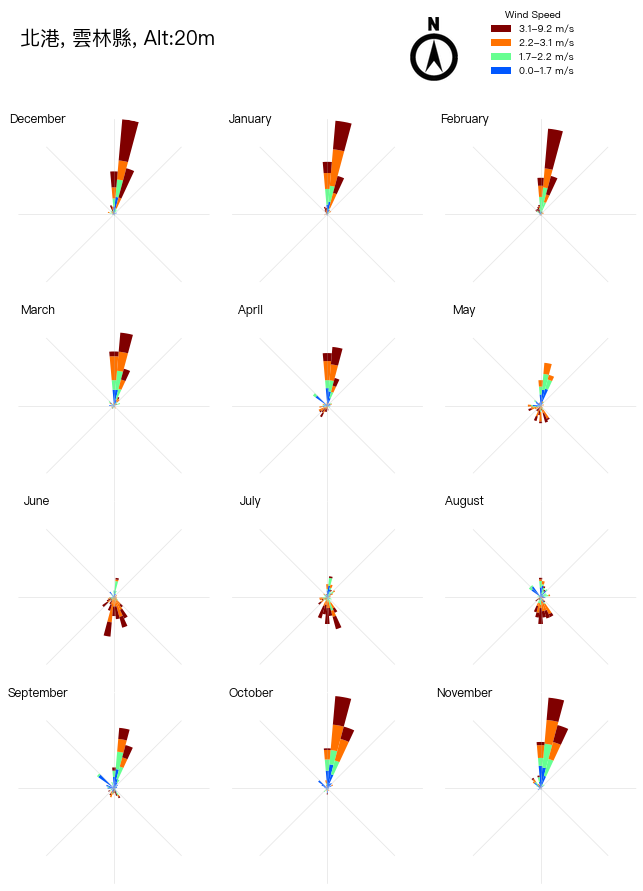 北港, 雲林縣, Alt:20m
N
Wind Speed
3.1–9.2 m/s
2.2–3.1 m/s
1.7–2.2 m/s
0.0–1.7 m/s
December
January
February
March
April
May
June
July
August
September
October
November